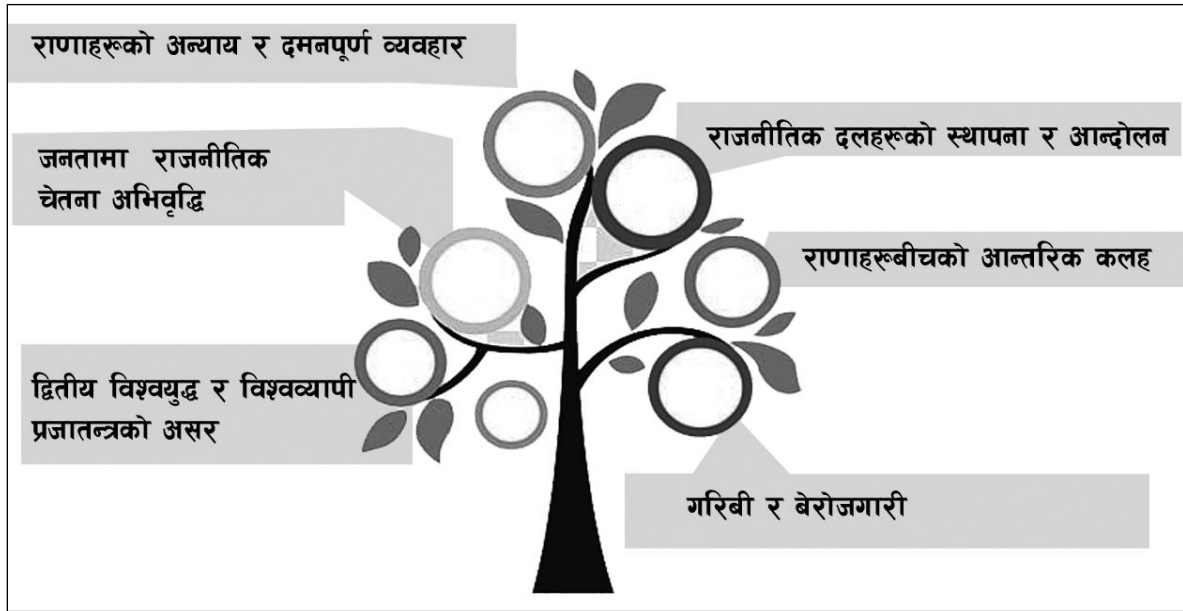 राणाहरूको अन्याय र दमनपूर्ण व्यवहार
राजनीतिक दलहरूको स्थापना र आन्दोलन
जनतामा राजनीतिक
चेतना अभिवृद्धि
राणाहरूबीचको आन्तरिक कलह
द्वितीय विश्वयुद्ध र विश्वव्यापी
प्रजातन्त्रको असर
गरिबी र बेरोजगारी